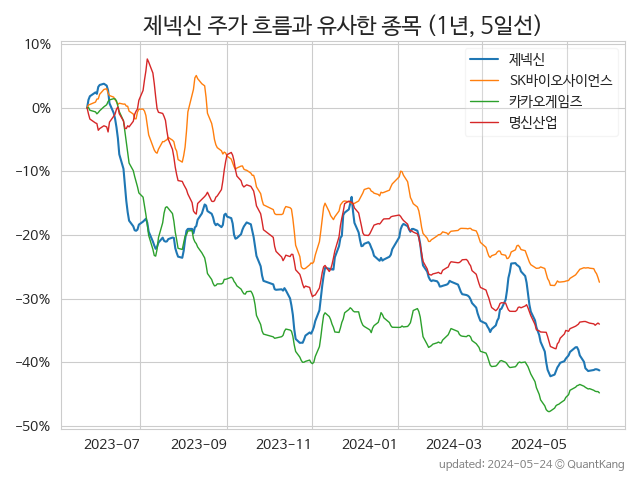 제넥신 주가 흐름과 유사한 종목 (1년, 5일선)
제넥신
SK바이오사이언스
카카오게임즈
명신산업
10%
0%
−10%
−20%
−30%
−40%
−50%
2023-07
2023-09
2023-11
2024-01
2024-03
2024-05
updated: 2024-05-24 © QuantKang